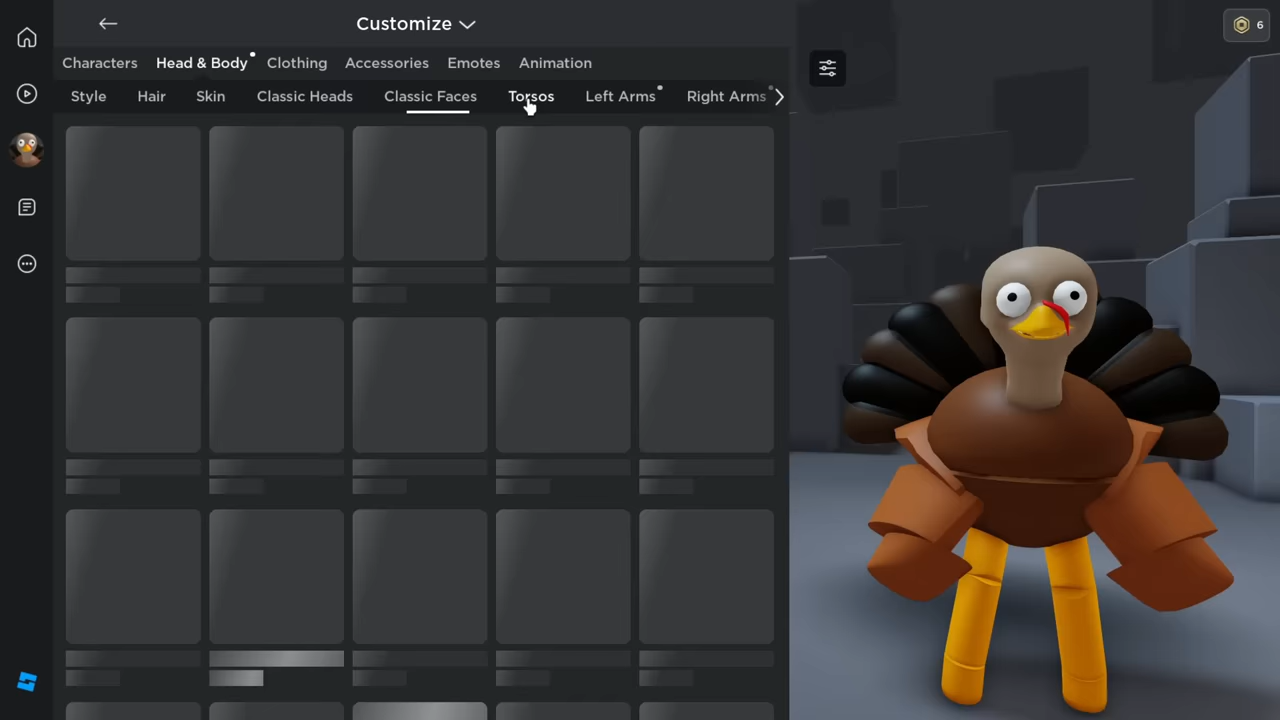 Customize
6
Characters Head & Body Clothing Accessories Emotes Animation
Style Hair Skin Classic Heads Classic Faces Torsos Left Arms Right Arms